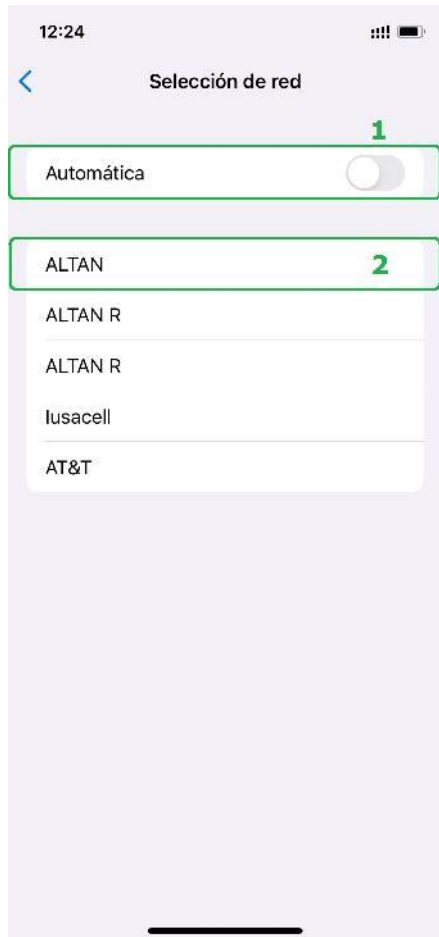 12:24
Selección de red
1
Automática
ALTAN 2
ALTAN R
ALTAN R
Iusacell
AT&T